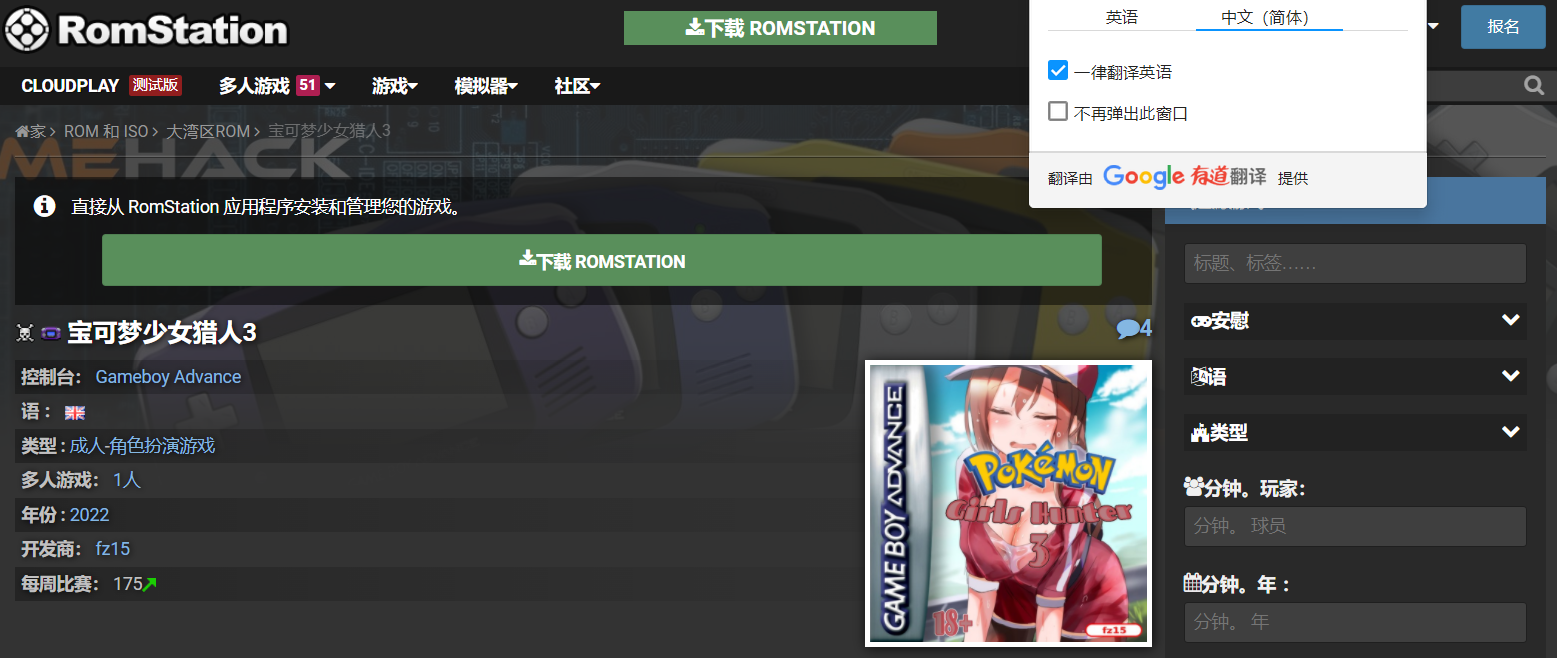 RomStation
下载 ROMSTATION
英语 中文（简体）
报名
一律翻译英语
不再弹出此窗口
翻译由 Google 有道翻译 提供
CLOUDPLAY 测试版 多人游戏 51 游戏 模拟器 社区
家› ROM 和 ISO› 大湾区ROM› 宝可梦少女猎人3
MEHACK
直接从 RomStation 应用程序安装和管理您的游戏。
下载 ROMSTATION
宝可梦少女猎人3
4
控制台： Gameboy Advance
语：
类型 : 成人-角色扮演游戏
多人游戏： 1人
年份 : 2022
开发商： fz15
每周比赛： 175
GAME BOY ADVANCE
POKéMON
Girls Hunter
3
18+
fz15
标题、标签……
安慰
语
类型
分钟。玩家:
分钟。 球员
分钟。年：
分钟。 年